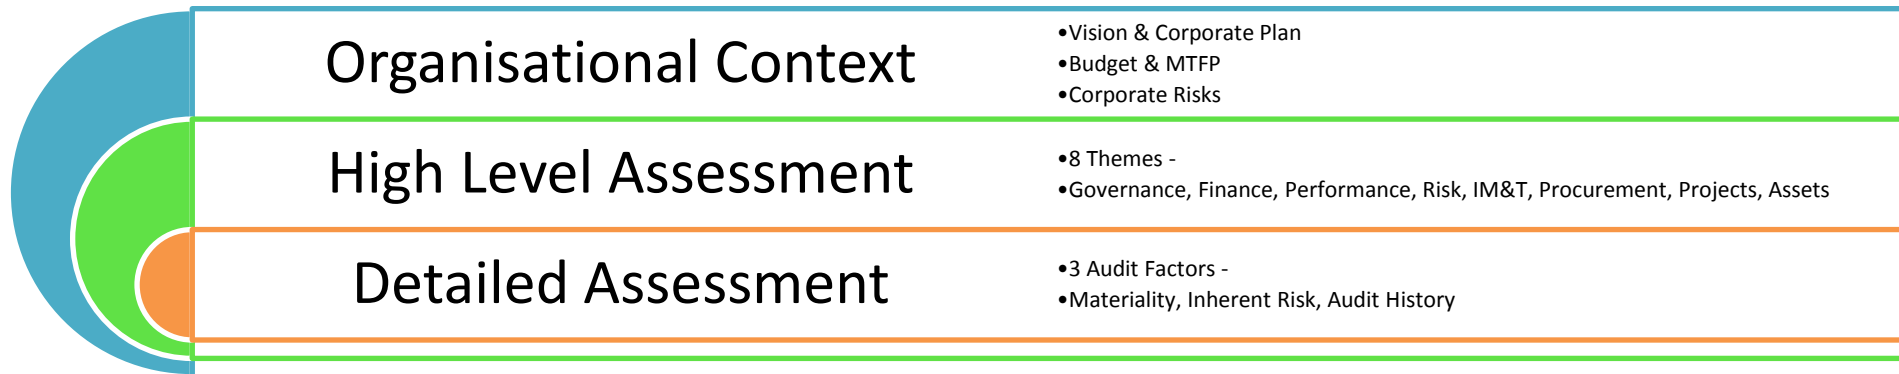 Organisational Context
•Vision & Corporate Plan
•Budget & MTFP
•Corporate Risks
High Level Assessment
•8 Themes -
•Governance, Finance, Performance, Risk, IM&T, Procurement, Projects, Assets
Detailed Assessment
•3 Audit Factors -
•Materiality, Inherent Risk, Audit History